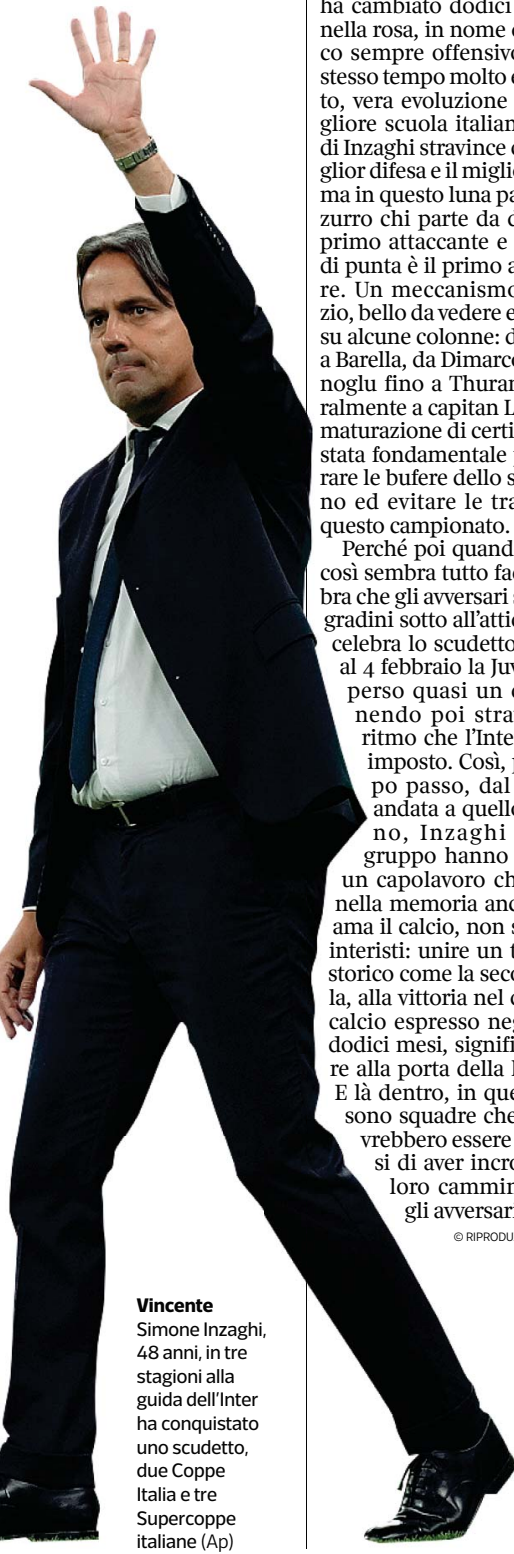 ha cambiato dodici
nella rosa, in nome
co sempre offensivo
stesso tempo molto
to, vera evoluzione
gliore scuola italian
di Inzaghi stravince
glior difesa e il miglio
ma in questo luna pa
zurro chi parte da
primo attaccante e
di punta è il primo a
re. Un meccanismo
zio, bello da vedere e
su alcune colonne: d
a Barella, da Dimarco
noglu fino a Thuran
ralmente a capitan L
maturazione di certi
stata fondamentale
rare le bufere dello s
no ed evitare le tra
questo campionato.
Perché poi quand
così sembra tutto fac
bra che gli avversari s
gradini sotto all'attic
celebra lo scudetto
al 4 febbraio la Juv
perso quasi un
nendo poi strav
ritmo che l'Inte
imposto. Così, p
po passo, dal
andata a quello
no, Inzaghi
gruppo hanno
un capolavoro ch
nella memoria anc
ama il calcio, non s
interisti: unire un t
storico come la seco
la, alla vittoria nel
calcio espresso neg
dodici mesi, signifi
re alla porta della l
E là dentro, in que
sono squadre che
vrebbero essere
si di aver incro
loro cammin
gli avversari
© RIPRODU
Vincente
Simone Inzaghi,
48 anni, in tre
stagioni alla
guida dell'Inter
ha conquistato
uno scudetto,
due Coppe
Italia e tre
Supercoppe
italiane (Ap)